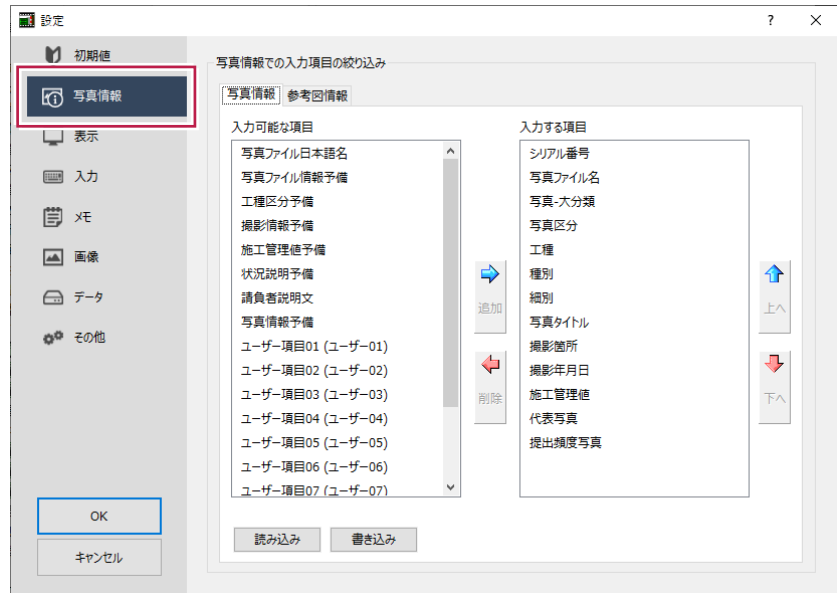 設定
?
×
初期値
写真情報
表示
入力
メモ
画像
データ
その他
OK
キャンセル
写真情報での入力項目の絞り込み
写真情報 参考図情報
入力可能な項目
写真ファイル日本語名
写真ファイル情報予備
工種区分予備
撮影情報予備
施工管理値予備
状況説明予備
請負者説明文
写真情報予備
ユーザー項目01 (ユーザー01)
ユーザー項目02 (ユーザー02)
ユーザー項目03 (ユーザー03)
ユーザー項目04 (ユーザー04)
ユーザー項目05 (ユーザー05)
ユーザー項目06 (ユーザー06)
ユーザー項目07 (ユーザー07)
追加
削除
入力する項目
シリアル番号
写真ファイル名
写真-大分類
写真区分
工種
種別
細別
写真タイトル
撮影箇所
撮影年月日
施工管理値
代表写真
提出頻度写真
上へ
下へ
読み込み
書き込み